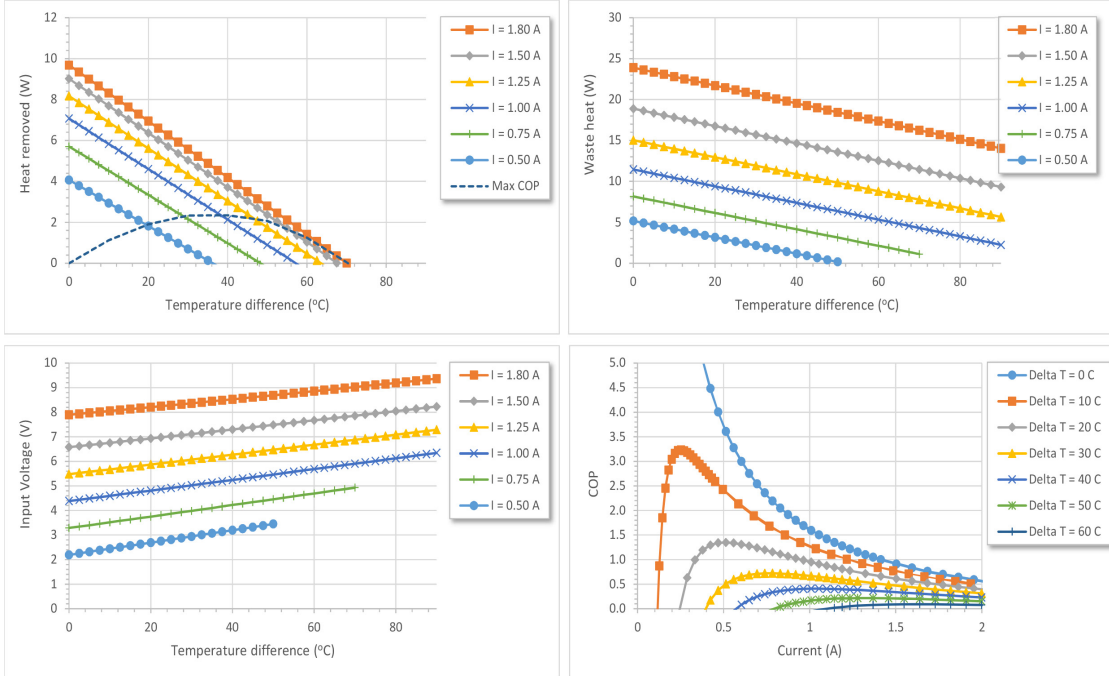 12
10
8
6
4
2
0
0 20 40 60 80
Heat removed (W)
Temperature difference (°C)
I = 1.80 A
I = 1.50 A
I = 1.25 A
I = 1.00 A
I = 0.75 A
I = 0.50 A
Max COP
30
25
20
15
10
5
0
0 20 40 60 80
Waste heat (W)
Temperature difference (°C)
I = 1.80 A
I = 1.50 A
I = 1.25 A
I = 1.00 A
I = 0.75 A
I = 0.50 A
10
9
8
7
6
5
4
3
2
1
0
0 20 40 60 80
Input Voltage (W)
Temperature difference (°C)
I = 1.80 A
I = 1.50 A
I = 1.25 A
I = 1.00 A
I = 0.75 A
I = 0.50 A
5.0
4.5
4.0
3.5
3.0
2.5
2.0
1.5
1.0
0.5
0.0
0 0.5 1 1.5 2
COP
Current (A)
Delta T = 0 C
Delta T = 10 C
Delta T = 20 C
Delta T = 30 C
Delta T = 40 C
Delta T = 50 C
Delta T = 60 C